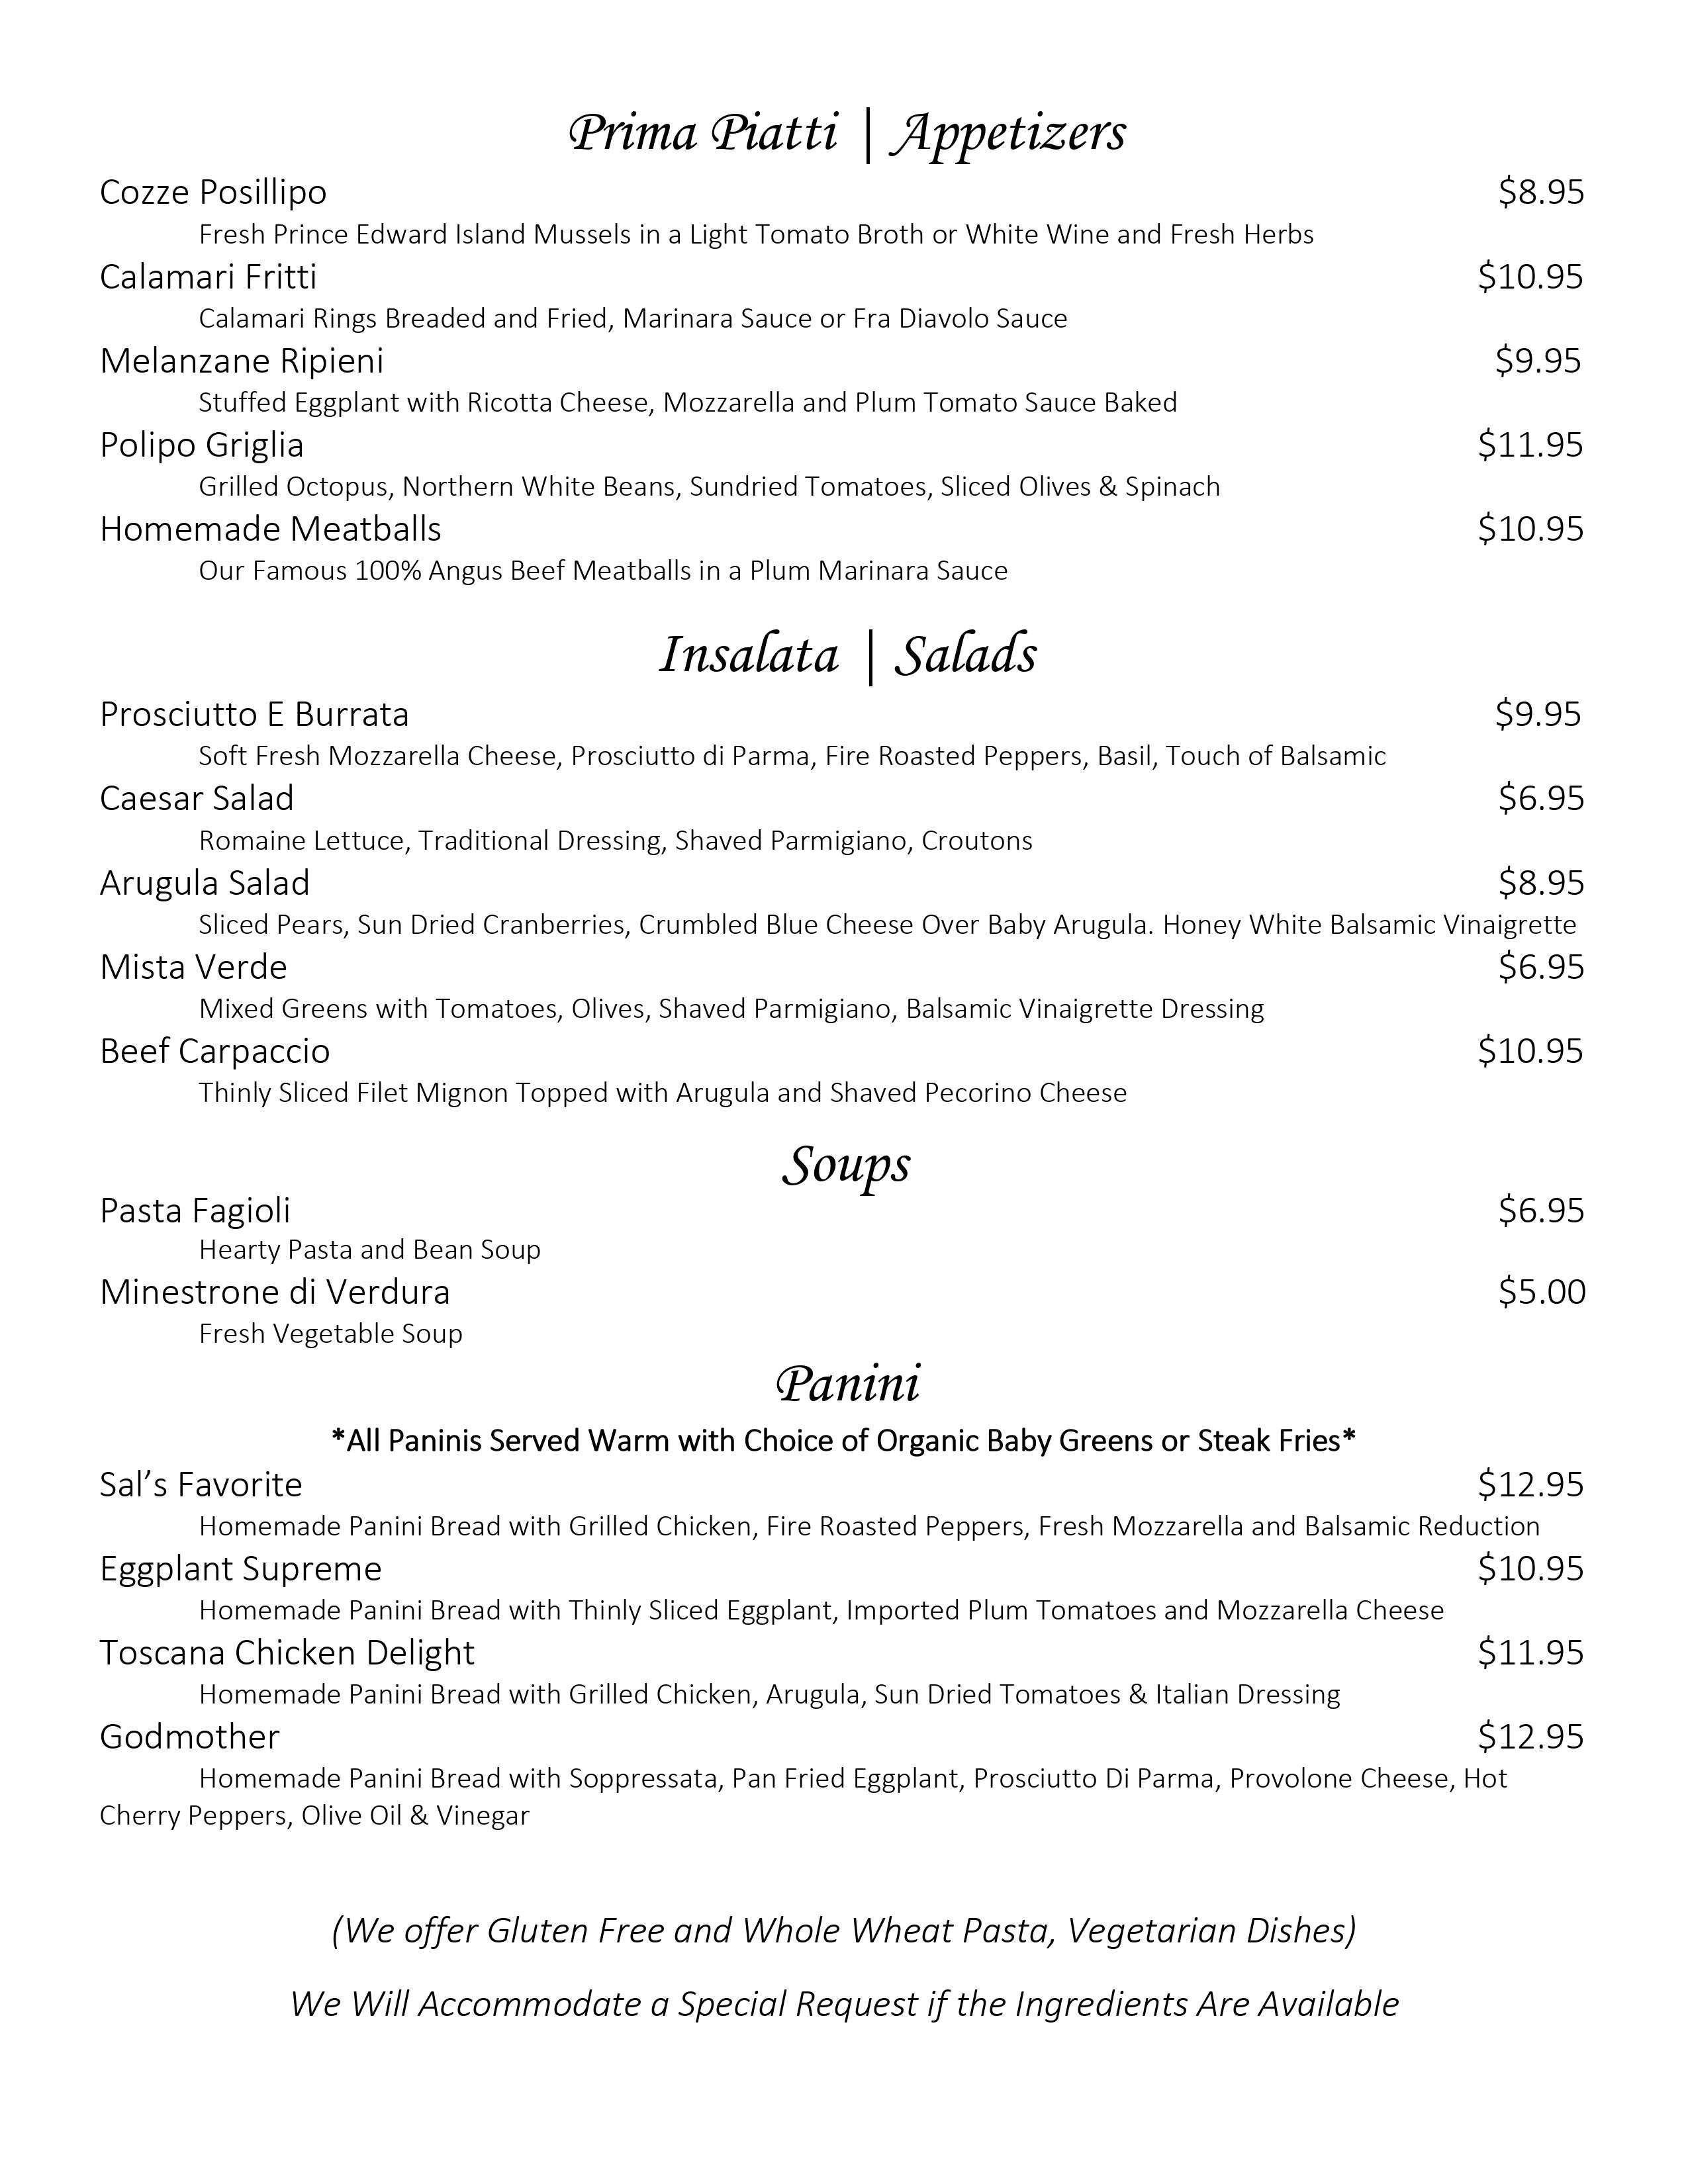 Prima Piatti | Appetizers
Cozze Posillipo $8.95
Fresh Prince Edward Island Mussels in a Light Tomato Broth or White Wine and Fresh Herbs
Calamari Fritti $10.95
Calamari Rings Breaded and Fried, Marinara Sauce or Fra Diavolo Sauce
Melanzane Ripieni $9.95
Stuffed Eggplant with Ricotta Cheese, Mozzarella and Plum Tomato Sauce Baked
Polipo Griglia $11.95
Grilled Octopus, Northern White Beans, Sundried Tomatoes, Sliced Olives & Spinach
Homemade Meatballs $10.95
Our Famous 100% Angus Beef Meatballs in a Plum Marinara Sauce
Insalata | Salads
Prosciutto E Burrata $9.95
Soft Fresh Mozzarella Cheese, Prosciutto di Parma, Fire Roasted Peppers, Basil, Touch of Balsamic
Caesar Salad $6.95
Romaine Lettuce, Traditional Dressing, Shaved Parmigiano, Croutons
Arugula Salad $8.95
Sliced Pears, Sun Dried Cranberries, Crumbled Blue Cheese Over Baby Arugula. Honey White Balsamic Vinaigrette
Mista Verde $6.95
Mixed Greens with Tomatoes, Olives, Shaved Parmigiano, Balsamic Vinaigrette Dressing
Beef Carpaccio $10.95
Thinly Sliced Filet Mignon Topped with Arugula and Shaved Pecorino Cheese
Soups
Pasta Fagioli $6.95
Hearty Pasta and Bean Soup
Minestrone di Verdura $5.00
Fresh Vegetable Soup
Panini
*All Paninis Served Warm with Choice of Organic Baby Greens or Steak Fries*
Sal’s Favorite $12.95
Homemade Panini Bread with Grilled Chicken, Fire Roasted Peppers, Fresh Mozzarella and Balsamic Reduction
Eggplant Supreme $10.95
Homemade Panini Bread with Thinly Sliced Eggplant, Imported Plum Tomatoes and Mozzarella Cheese
Toscana Chicken Delight $11.95
Homemade Panini Bread with Grilled Chicken, Arugula, Sun Dried Tomatoes & Italian Dressing
Godmother $12.95
Homemade Panini Bread with Soppressata, Pan Fried Eggplant, Prosciutto Di Parma, Provolone Cheese, Hot
Cherry Peppers, Olive Oil & Vinegar
(We offer Gluten Free and Whole Wheat Pasta, Vegetarian Dishes)
We Will Accommodate a Special Request if the Ingredients Are Available